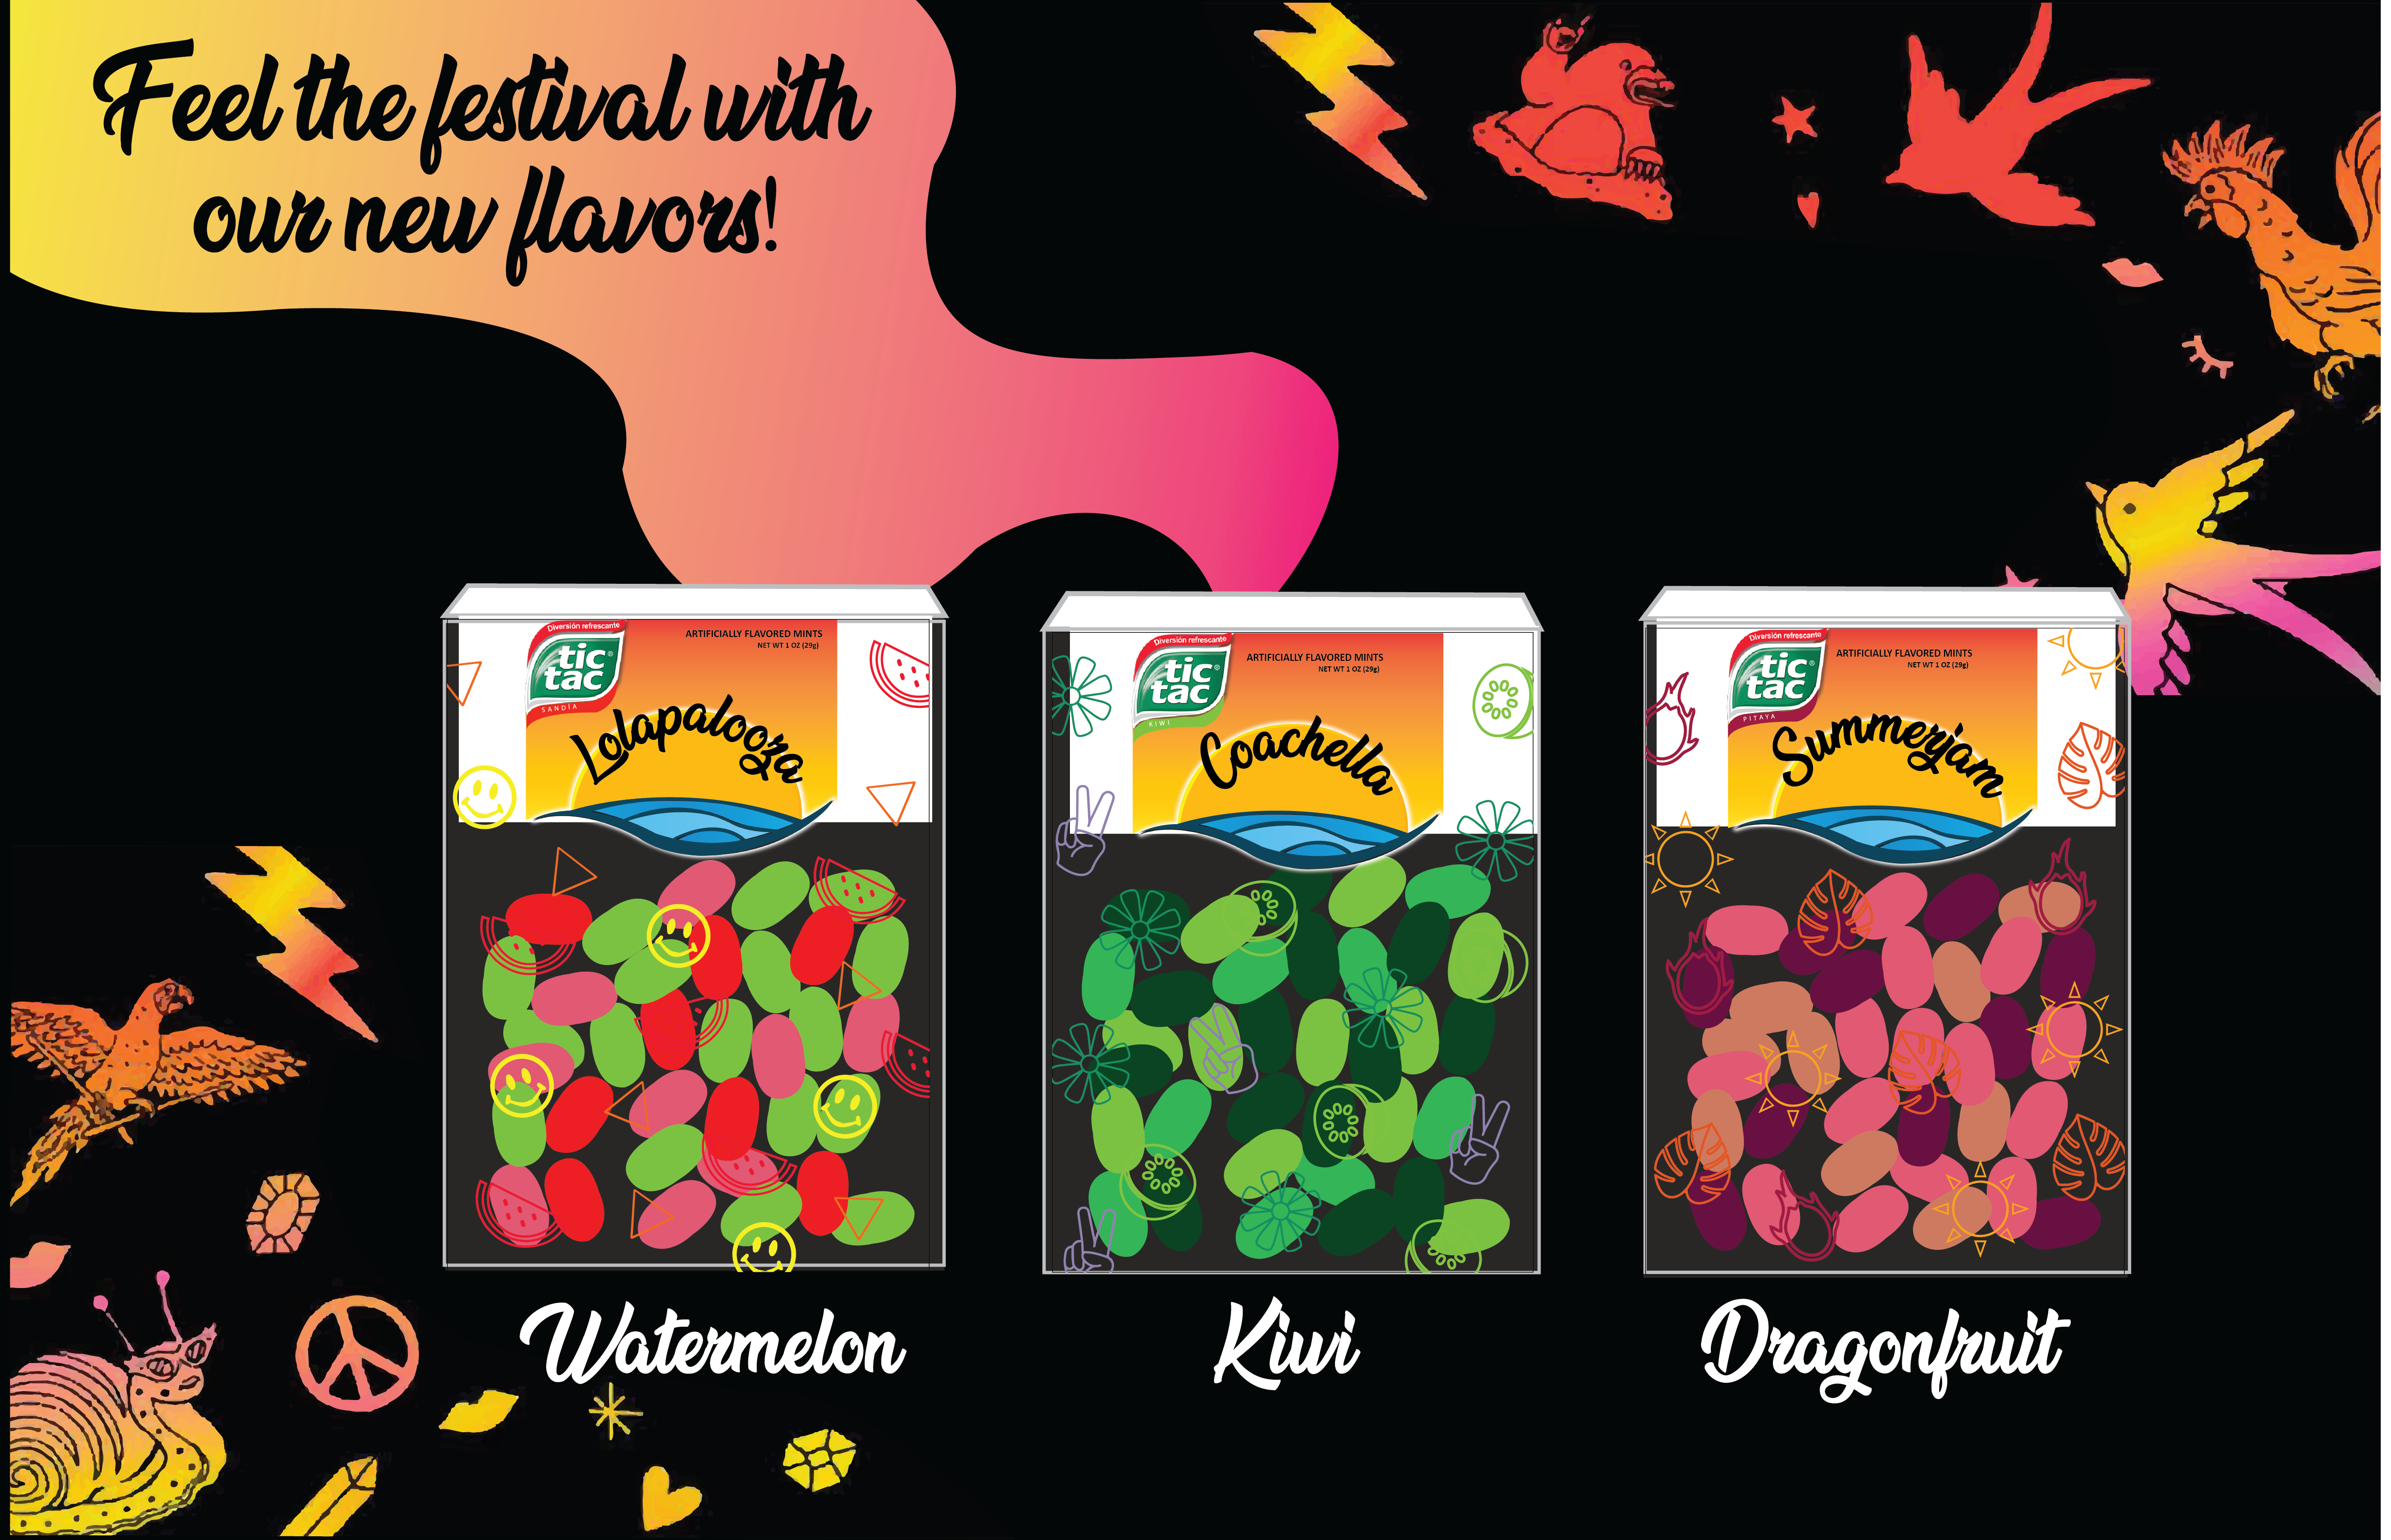 Feel the festival with
our new flavors!
Diversión refrescante
tic
tac
SANDÍA
ARTIFICIALLY FLAVORED MINTS
NET WT 1 OZ (29g)
Lolapalooza
Diversión refrescante
tic
tac
KIWI
ARTIFICIALLY FLAVORED MINTS
NET WT 1 OZ (29g)
Coachella
Diversión refrescante
tic
tac
PITAYA
ARTIFICIALLY FLAVORED MINTS
NET WT 1 OZ (29g)
Summerjam
Watermelon
Kiwi
Dragonfruit